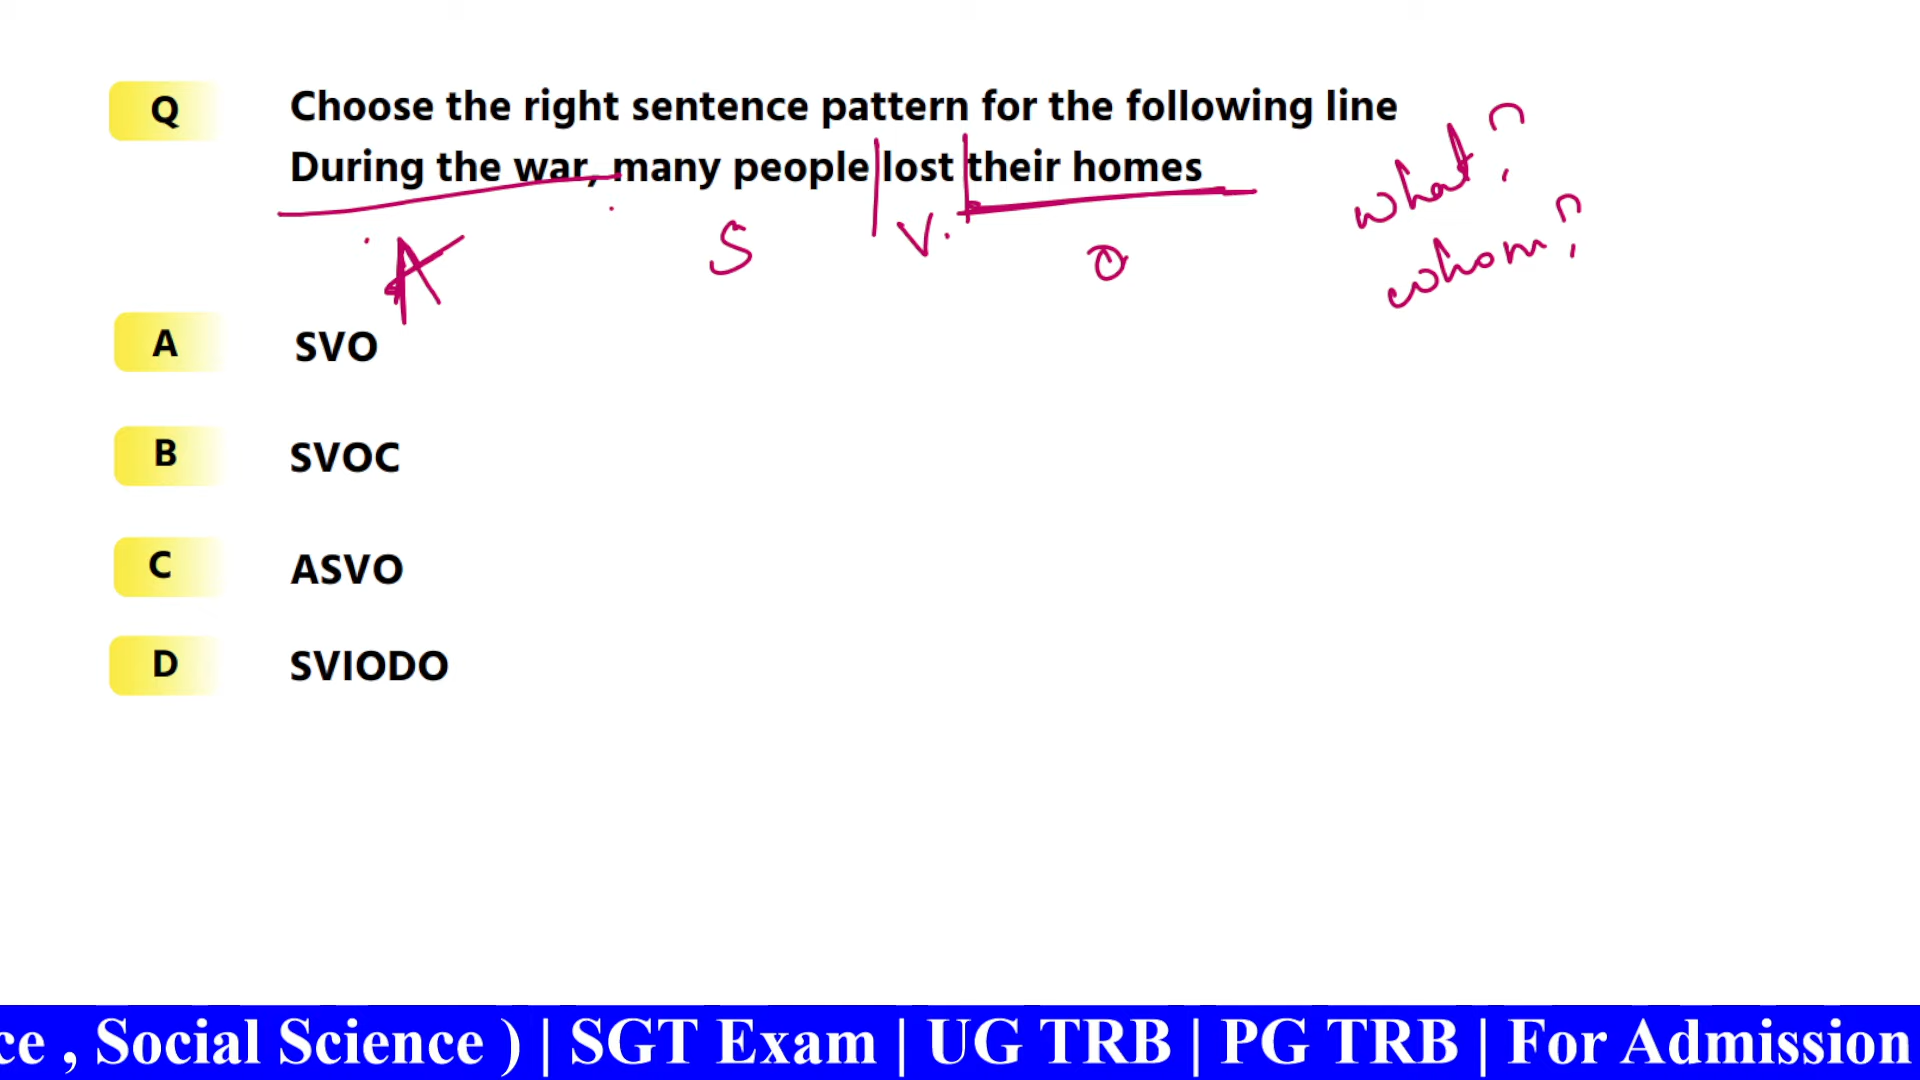 Q Choose the right sentence pattern for the following line
During the war, many people lost their homes
what?
whom?
A S V. O
A SVO
B SVOC
C ASVO
D SVIODO
ce , Social Science ) | SGT Exam | UG TRB | PG TRB | For Admission